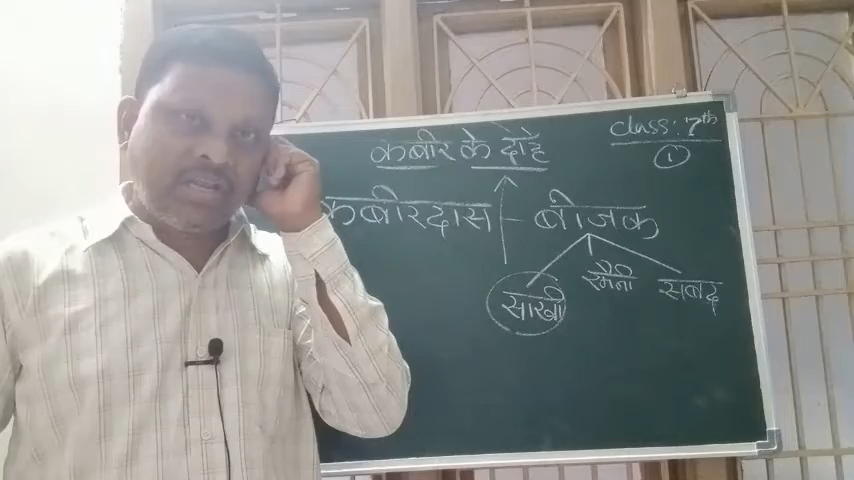 कबीर के दोहे
class: 7th
1
कबीरदास - बीजक
साखी रमैनी सबद